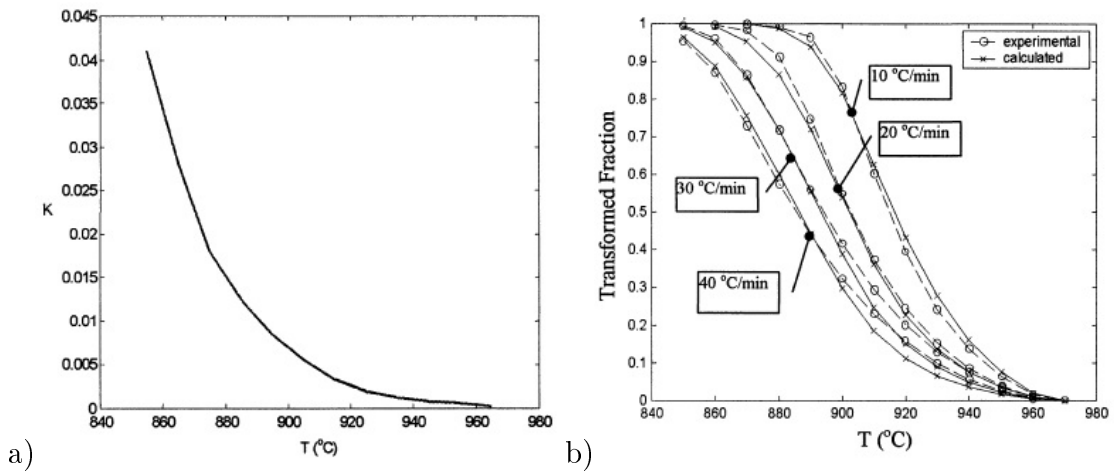 0.045
0.04
0.035
0.03
0.025
K
0.02
0.015
0.01
0.005
0
840 860 880 900 920 940 960 980
T (°C)
a)
1
0.9
0.8
0.7
0.6
0.5
0.4
0.3
0.2
0.1
0
Transformed Fraction
experimental
calculated
10 °C/min
20 °C/min
30 °C/min
40 °C/min
840 860 880 900 920 940 960 980
T (°C)
b)